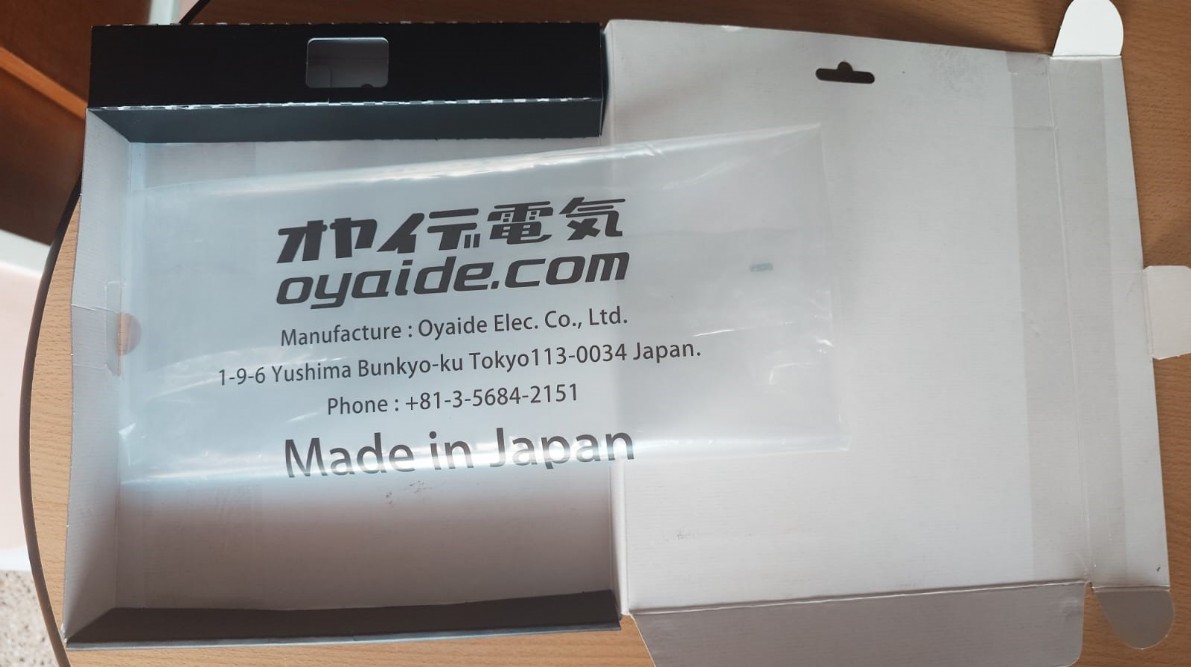 オヤイデ電気
oyaide.com
Manufacture : Oyaide Elec. Co., Ltd.
1-9-6 Yushima Bunkyo-ku Tokyo113-0034 Japan.
Phone : +81-3-5684-2151
Made in Japan